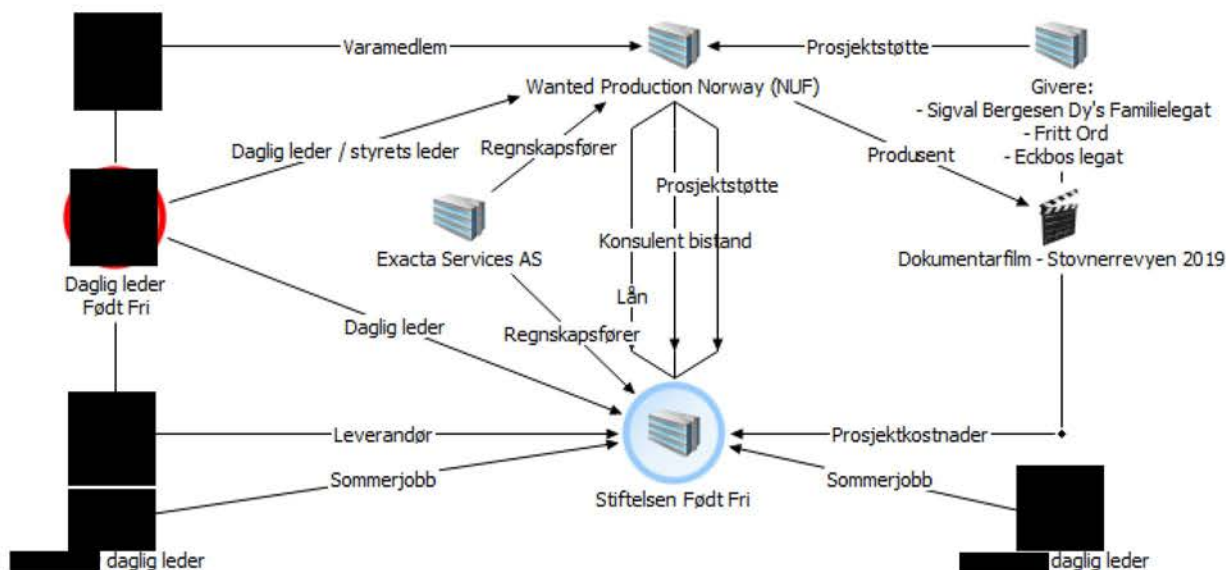 Varamedlem
Prosjektstøtte
Wanted Production Norway (NUF)
Givere:
- Sigval Bergesen Dy's Familielegat
- Fritt Ord
- Eckbos legat
Daglig leder / styrets leder
Regnskapsfører
Produsent
Prosjektstøtte
Konsulent bistand
Exacta Services AS
Dokumentarfilm - Stovnerrevyen 2019
Daglig leder
Født Fri
Lån
Daglig leder
Regnskapsfører
Leverandør
Prosjektkostnader
Sommerjobb
Sommerjobb
Stiftelsen Født Fri
daglig leder
daglig leder